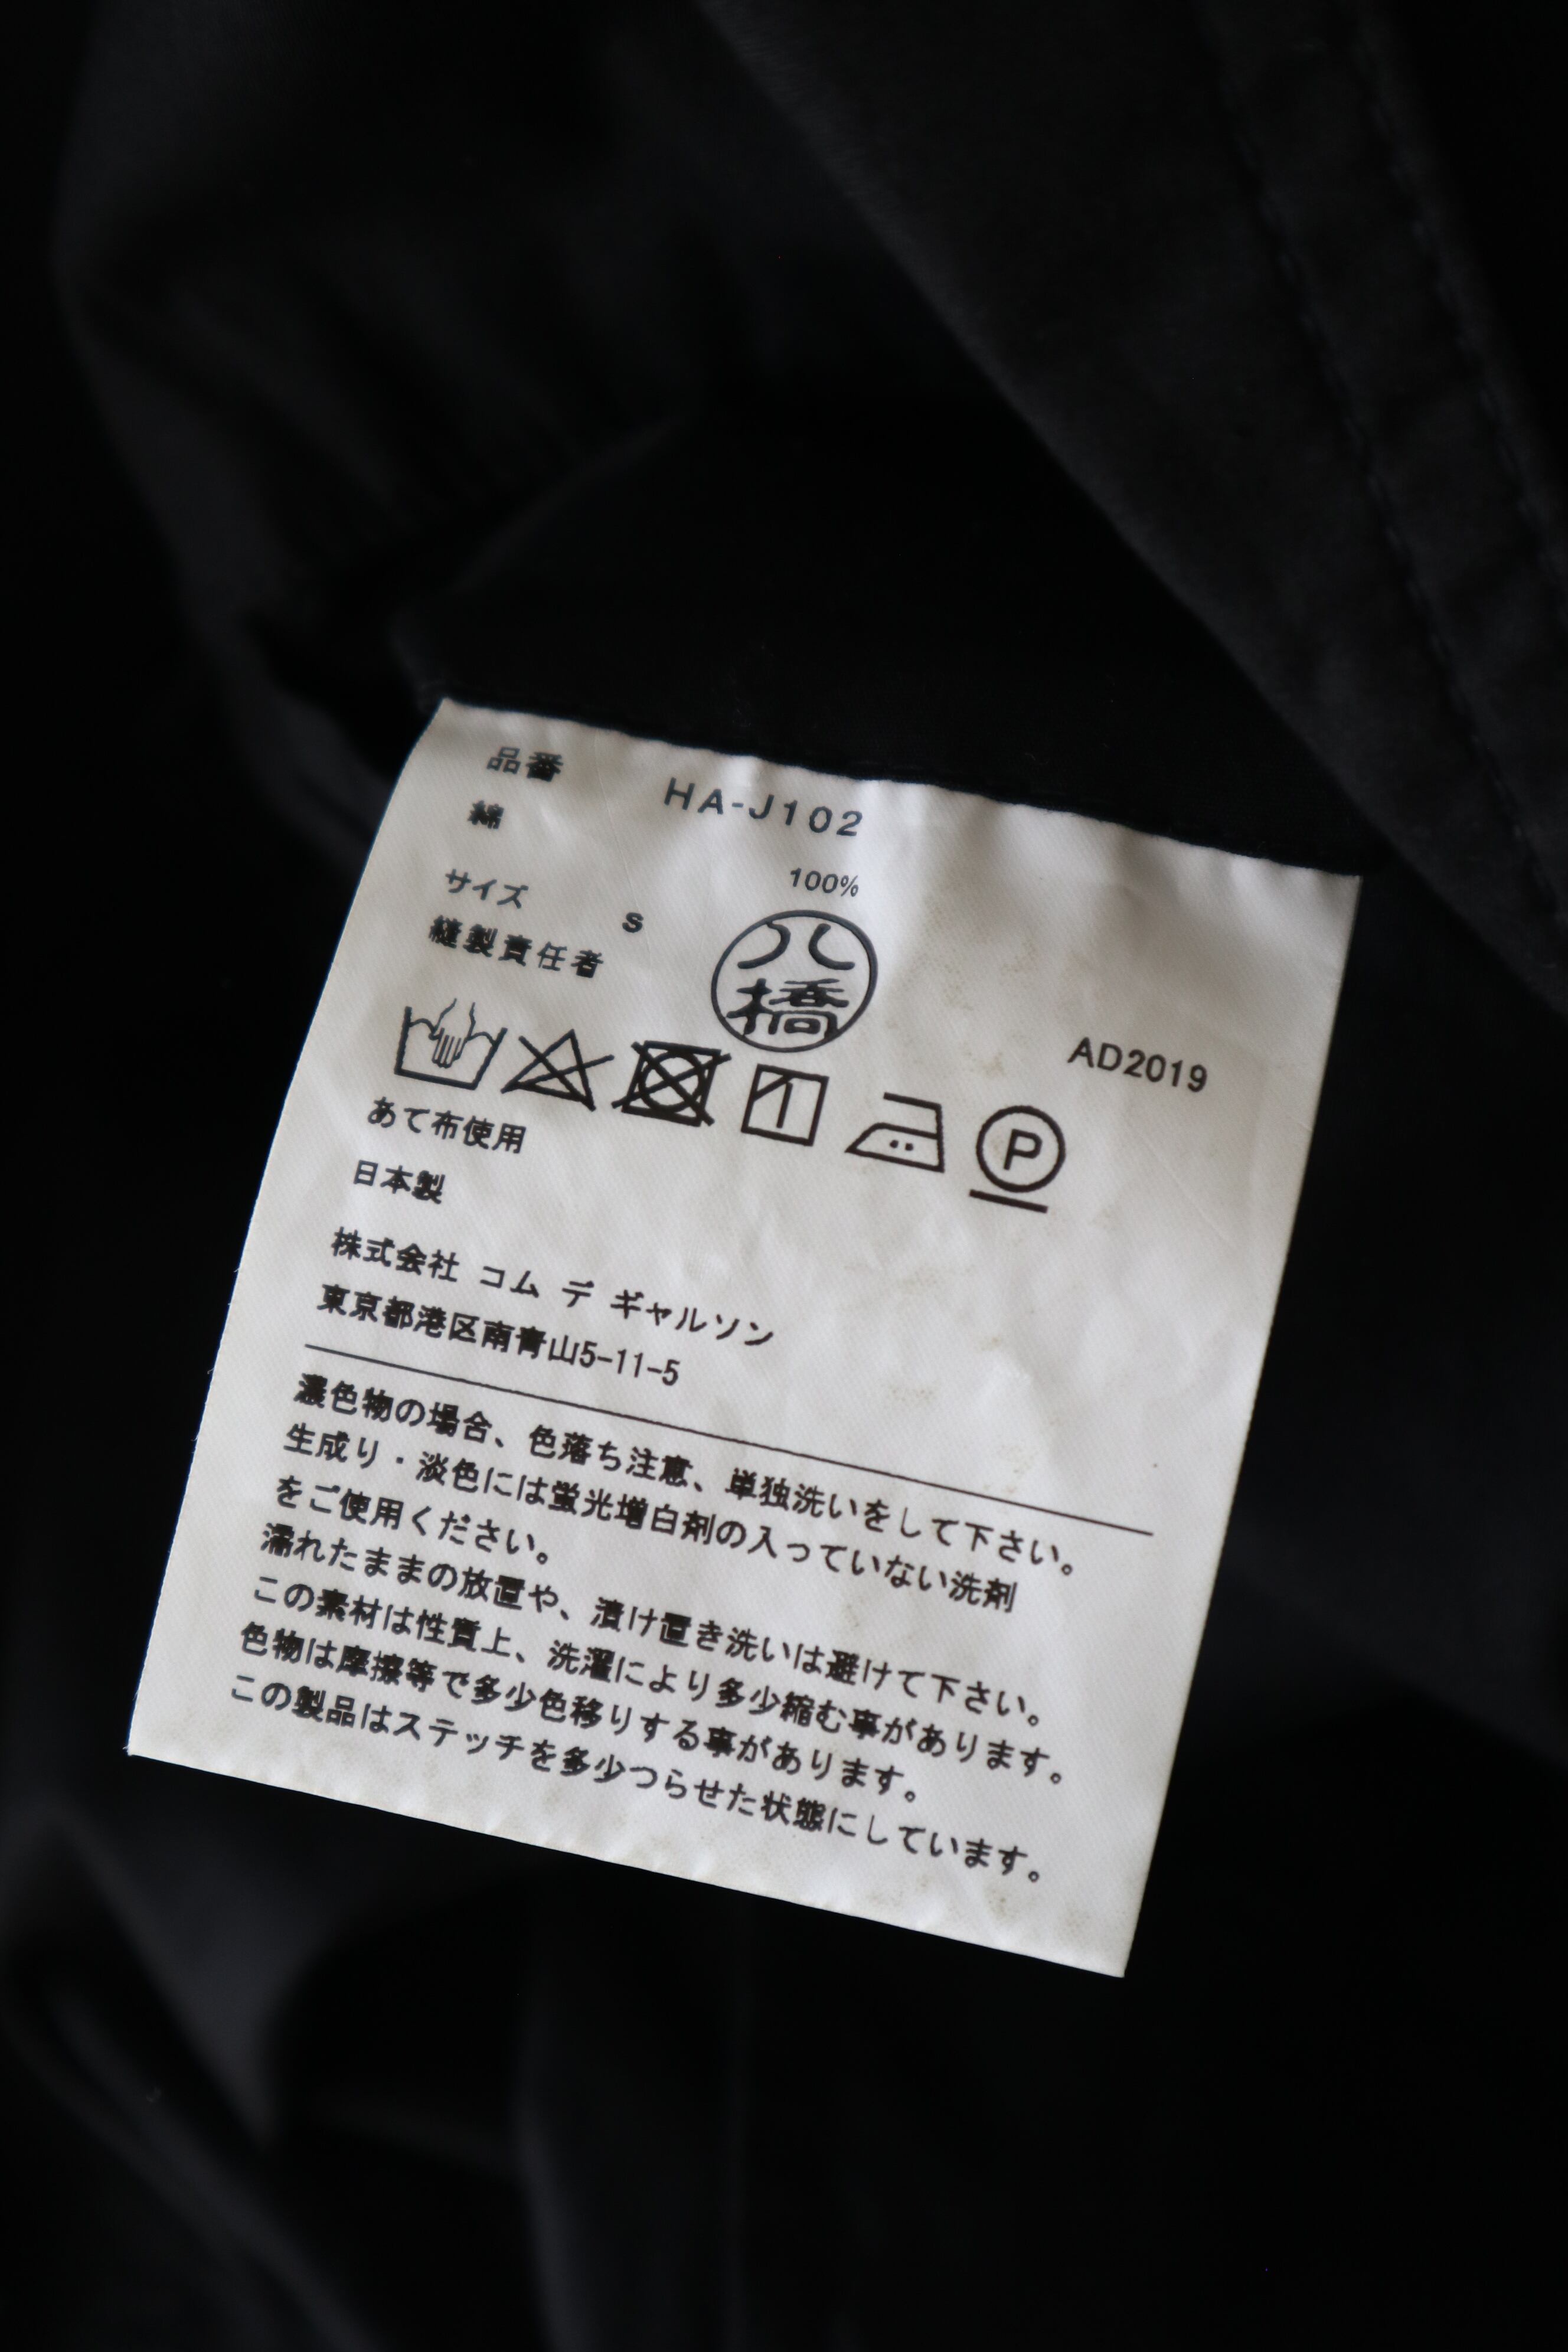 品番 HA-J102
綿 100%
サイズ S
縫製責任者 八橋
AD2019
P
あて布使用
日本製
株式会社 コム デ ギャルソン
東京都港区南青山5-11-5
濃色物の場合、色落ち注意、単独洗いをして下さい。
生成り・淡色には蛍光増白剤の入っていない洗剤
をご使用ください。
濡れたままの放置や、漬け置き洗いは避けて下さい。
この素材は性質上、洗濯により多少縮む事があります。
色物は摩擦等で多少色移りする事があります。
この製品はステッチを多少つらせた状態にしています。